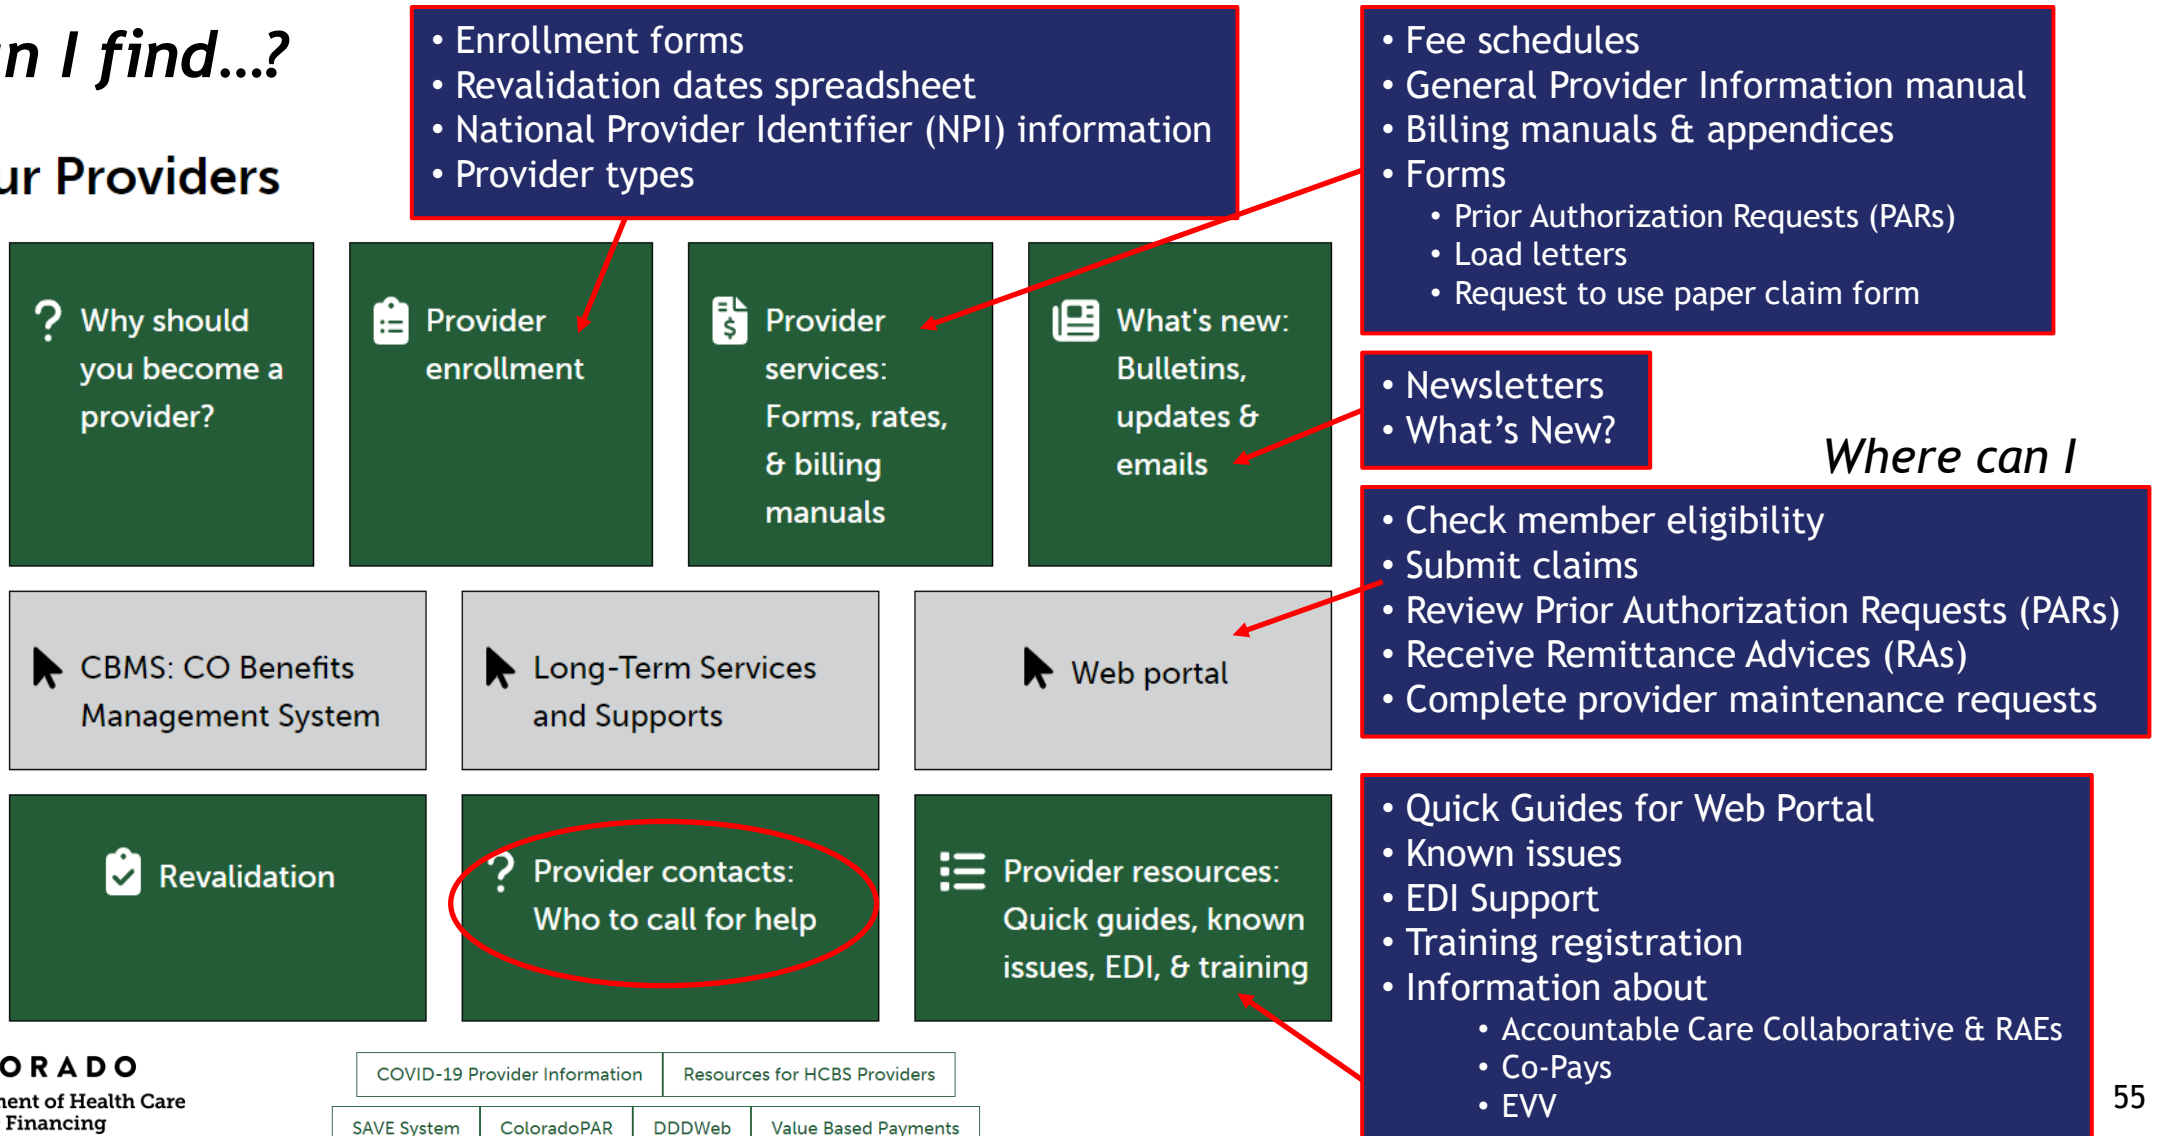 n I find...?
ur Providers
• Enrollment forms
• Revalidation dates spreadsheet
• National Provider Identifier (NPI) information
• Provider types
• Fee schedules
• General Provider Information manual
• Billing manuals & appendices
• Forms
• Prior Authorization Requests (PARs)
• Load letters
• Request to use paper claim form
? Why should
you become a
provider?
Provider
enrollment
$
Provider
services:
Forms, rates,
& billing
manuals
What's new:
Bulletins,
updates &
emails
• Newsletters
• What’s New?
Where can I
• Check member eligibility
• Submit claims
• Review Prior Authorization Requests (PARs)
• Receive Remittance Advices (RAs)
• Complete provider maintenance requests
CBMS: CO Benefits
Management System
Long-Term Services
and Supports
Web portal
Revalidation
? Provider contacts:
Who to call for help
Provider resources:
Quick guides, known
issues, EDI, & training
• Quick Guides for Web Portal
• Known issues
• EDI Support
• Training registration
• Information about
• Accountable Care Collaborative & RAEs
• Co-Pays
• EVV
ORADO
ment of Health Care
Financing
COVID-19 Provider Information
Resources for HCBS Providers
SAVE System
ColoradoPAR
DDDWeb
Value Based Payments
55